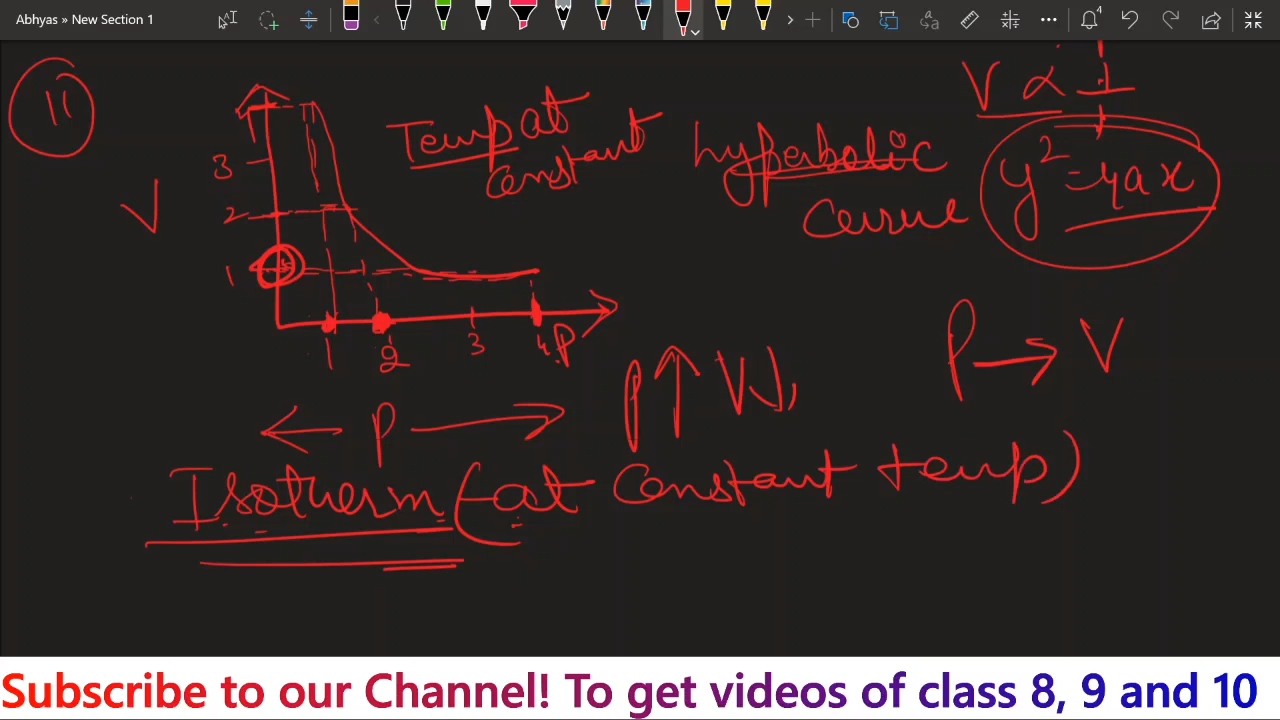 Abhyas » New Section 1
11
V ∝ 1
Temp at
constant
hyperbolic
curve
y² = 4ax
V
3
2
1
1 2 3 4 P
P ↑ V ↓,
P → V
← P →
Isotherm (at constant temp)
Subscribe to our Channel! To get videos of class 8, 9 and 10